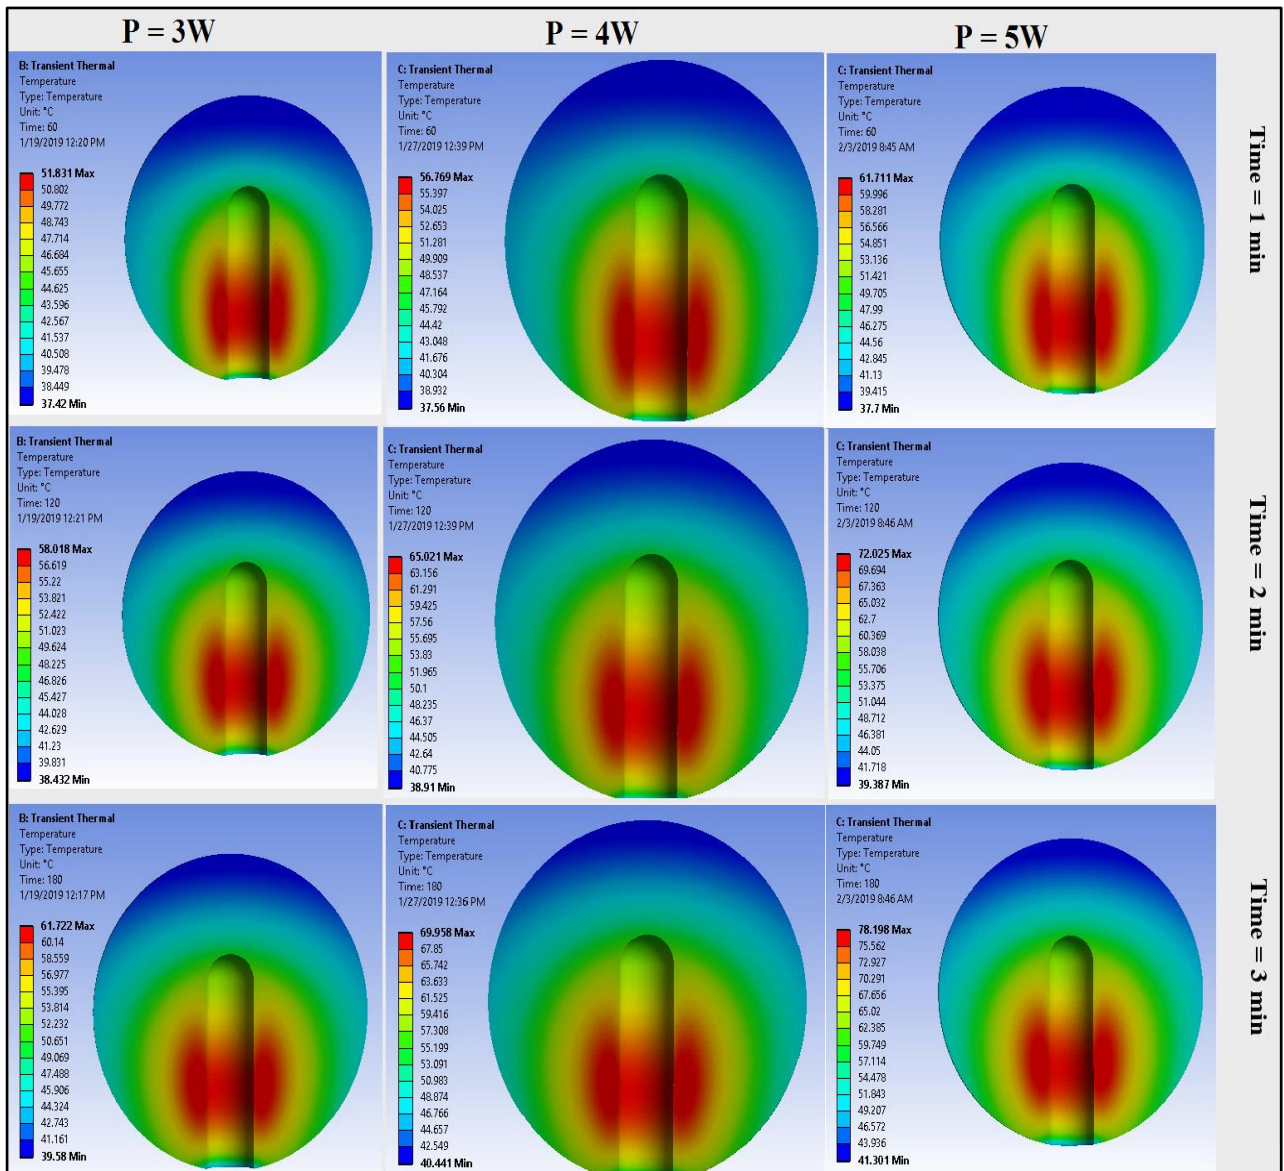 P = 3W
P = 4W
P = 5W
B: Transient Thermal
Temperature
Type: Temperature
Unit: °C
Time: 60
1/19/2019 12:20 PM
51.831 Max
50.802
49.772
48.743
47.714
46.684
45.655
44.625
43.596
42.567
41.537
40.508
39.478
38.449
37.42 Min
C: Transient Thermal
Temperature
Type: Temperature
Unit: °C
Time: 60
1/27/2019 12:39 PM
56.769 Max
55.397
54.025
52.653
51.281
49.909
48.537
47.164
45.792
44.42
43.048
41.676
40.304
38.932
37.56 Min
C: Transient Thermal
Temperature
Type: Temperature
Unit: °C
Time: 60
2/3/2019 8:45 AM
61.711 Max
59.996
58.281
56.566
54.851
53.136
51.421
49.705
47.99
46.275
44.56
42.845
41.13
39.415
37.7 Min
Time = 1 min
B: Transient Thermal
Temperature
Type: Temperature
Unit: °C
Time: 120
1/19/2019 12:21 PM
58.018 Max
56.619
55.22
53.821
52.422
51.023
49.624
48.225
46.826
45.427
44.028
42.629
41.23
39.831
38.432 Min
C: Transient Thermal
Temperature
Type: Temperature
Unit: °C
Time: 120
1/27/2019 12:39 PM
65.021 Max
63.156
61.291
59.425
57.56
55.695
53.83
51.965
50.1
48.235
46.37
44.505
42.64
40.775
38.91 Min
C: Transient Thermal
Temperature
Type: Temperature
Unit: °C
Time: 120
2/3/2019 8:46 AM
72.025 Max
69.694
67.363
65.032
62.7
60.369
58.038
55.706
53.375
51.044
48.712
46.381
44.05
41.718
39.387 Min
Time = 2 min
B: Transient Thermal
Temperature
Type: Temperature
Unit: °C
Time: 180
1/19/2019 12:17 PM
61.722 Max
60.14
58.559
56.977
55.395
53.814
52.232
50.651
49.069
47.488
45.906
44.324
42.743
41.161
39.58 Min
C: Transient Thermal
Temperature
Type: Temperature
Unit: °C
Time: 180
1/27/2019 12:36 PM
69.958 Max
67.85
65.742
63.633
61.525
59.416
57.308
55.199
53.091
50.983
48.874
46.766
44.657
42.549
40.441 Min
C: Transient Thermal
Temperature
Type: Temperature
Unit: °C
Time: 180
2/3/2019 8:46 AM
78.198 Max
75.562
72.927
70.291
67.656
65.02
62.385
59.749
57.114
54.478
51.843
49.207
46.572
43.936
41.301 Min
Time = 3 min